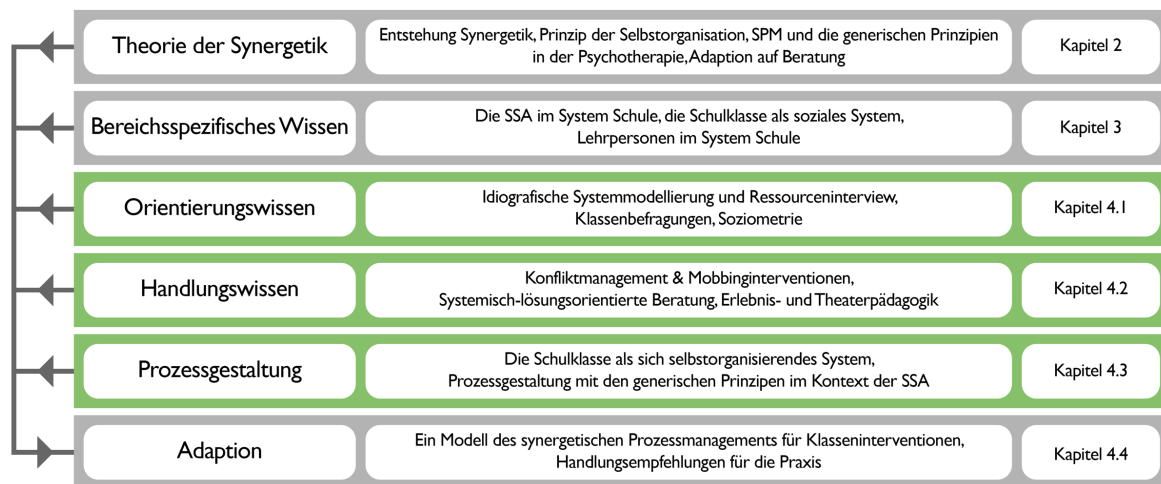 Theorie der Synergetik
Entstehung Synergetik, Prinzip der Selbstorganisation, SPM und die generischen Prinzipien
in der Psychotherapie, Adaption auf Beratung
Kapitel 2
Bereichsspezifisches Wissen
Die SSA im System Schule, die Schulklasse als soziales System,
Lehrpersonen im System Schule
Kapitel 3
Orientierungswissen
Idiografische Systemmodellierung und Ressourceninterview,
Klassenbefragungen, Soziometrie
Kapitel 4.1
Handlungswissen
Konfliktmanagement & Mobbinginterventionen,
Systemisch-lösungsorientierte Beratung, Erlebnis- und Theaterpädagogik
Kapitel 4.2
Prozessgestaltung
Die Schulklasse als sich selbstorganisierendes System,
Prozessgestaltung mit den generischen Prinzipen im Kontext der SSA
Kapitel 4.3
Adaption
Ein Modell des synergetischen Prozessmanagements für Klasseninterventionen,
Handlungsempfehlungen für die Praxis
Kapitel 4.4